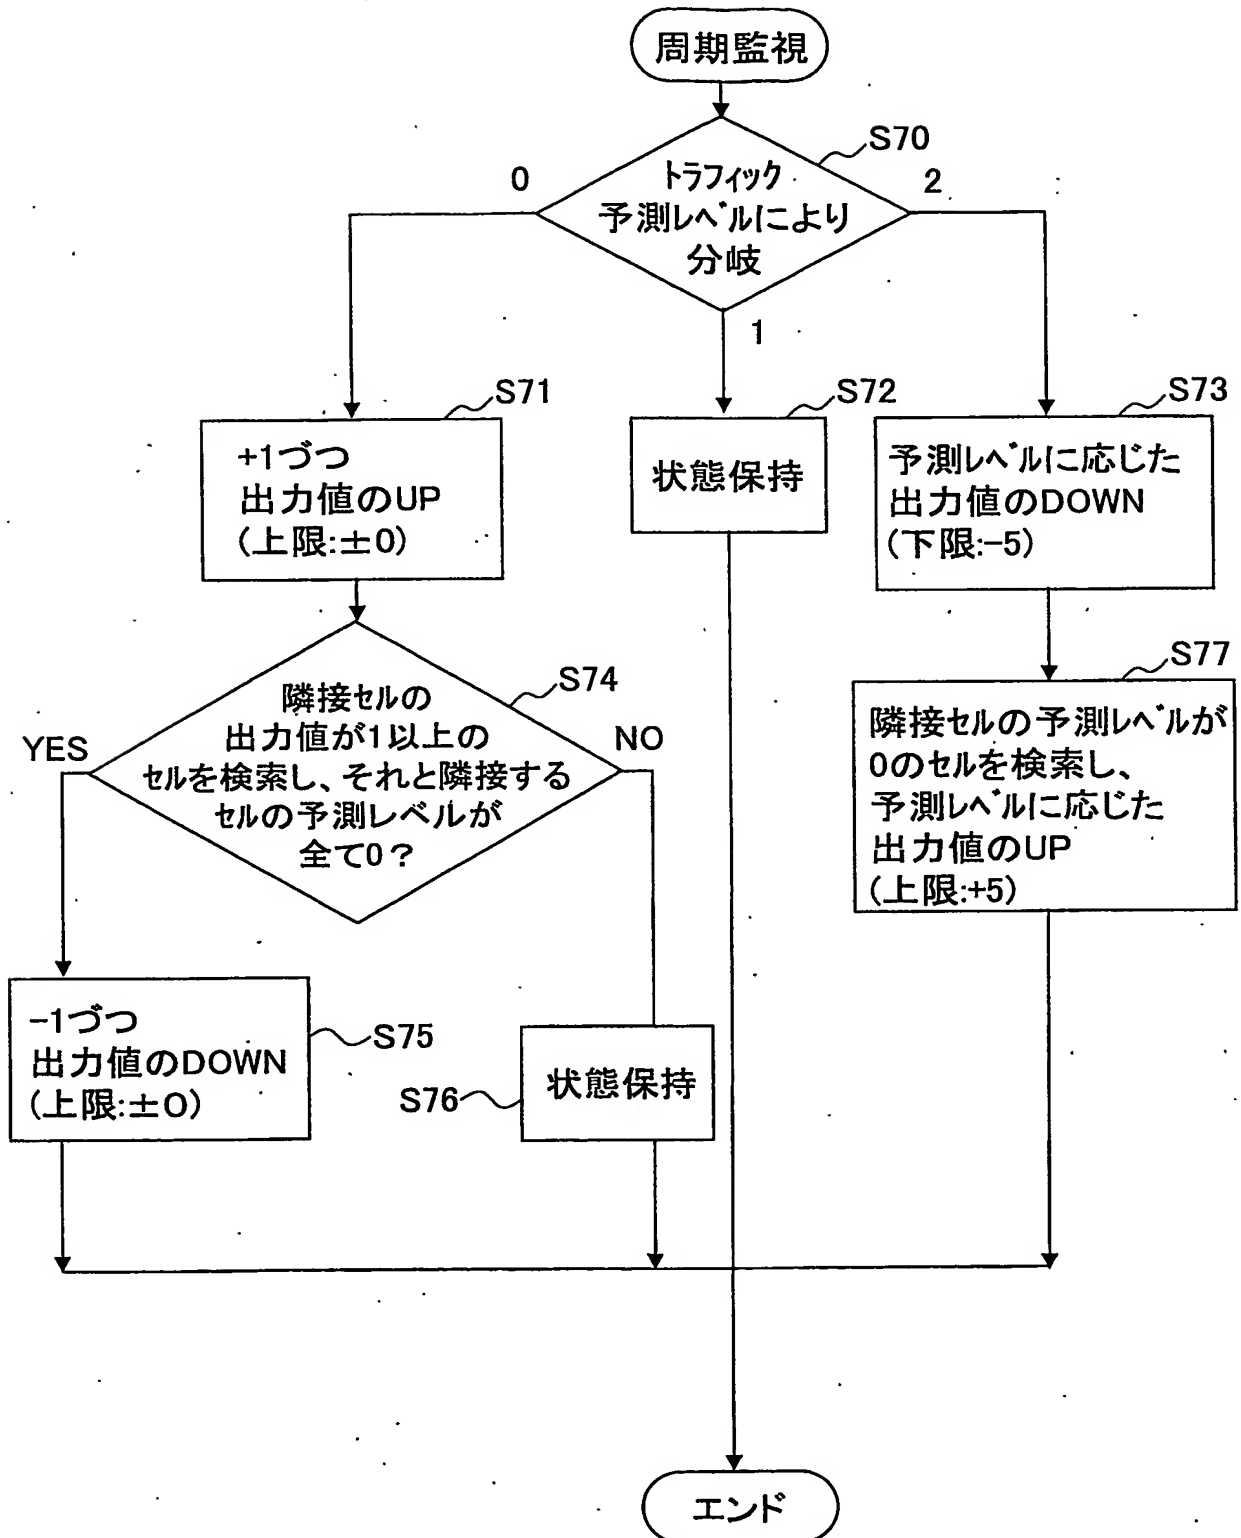 周期監視
S70
トラフィック
予測レベルにより
分岐
0
2
1
S71
+1づつ
出力値のUP
(上限:±0)
S72
状態保持
S73
予測レベルに応じた
出力値のDOWN
(下限:-5)
S74
隣接セルの
出力値が1以上の
セルを検索し、それと隣接する
セルの予測レベルが
全て0？
YES
NO
S77
隣接セルの予測レベルが
0のセルを検索し、
予測レベルに応じた
出力値のUP
(上限:+5)
-1づつ
出力値のDOWN
(上限:±0)
S75
S76
状態保持
エンド